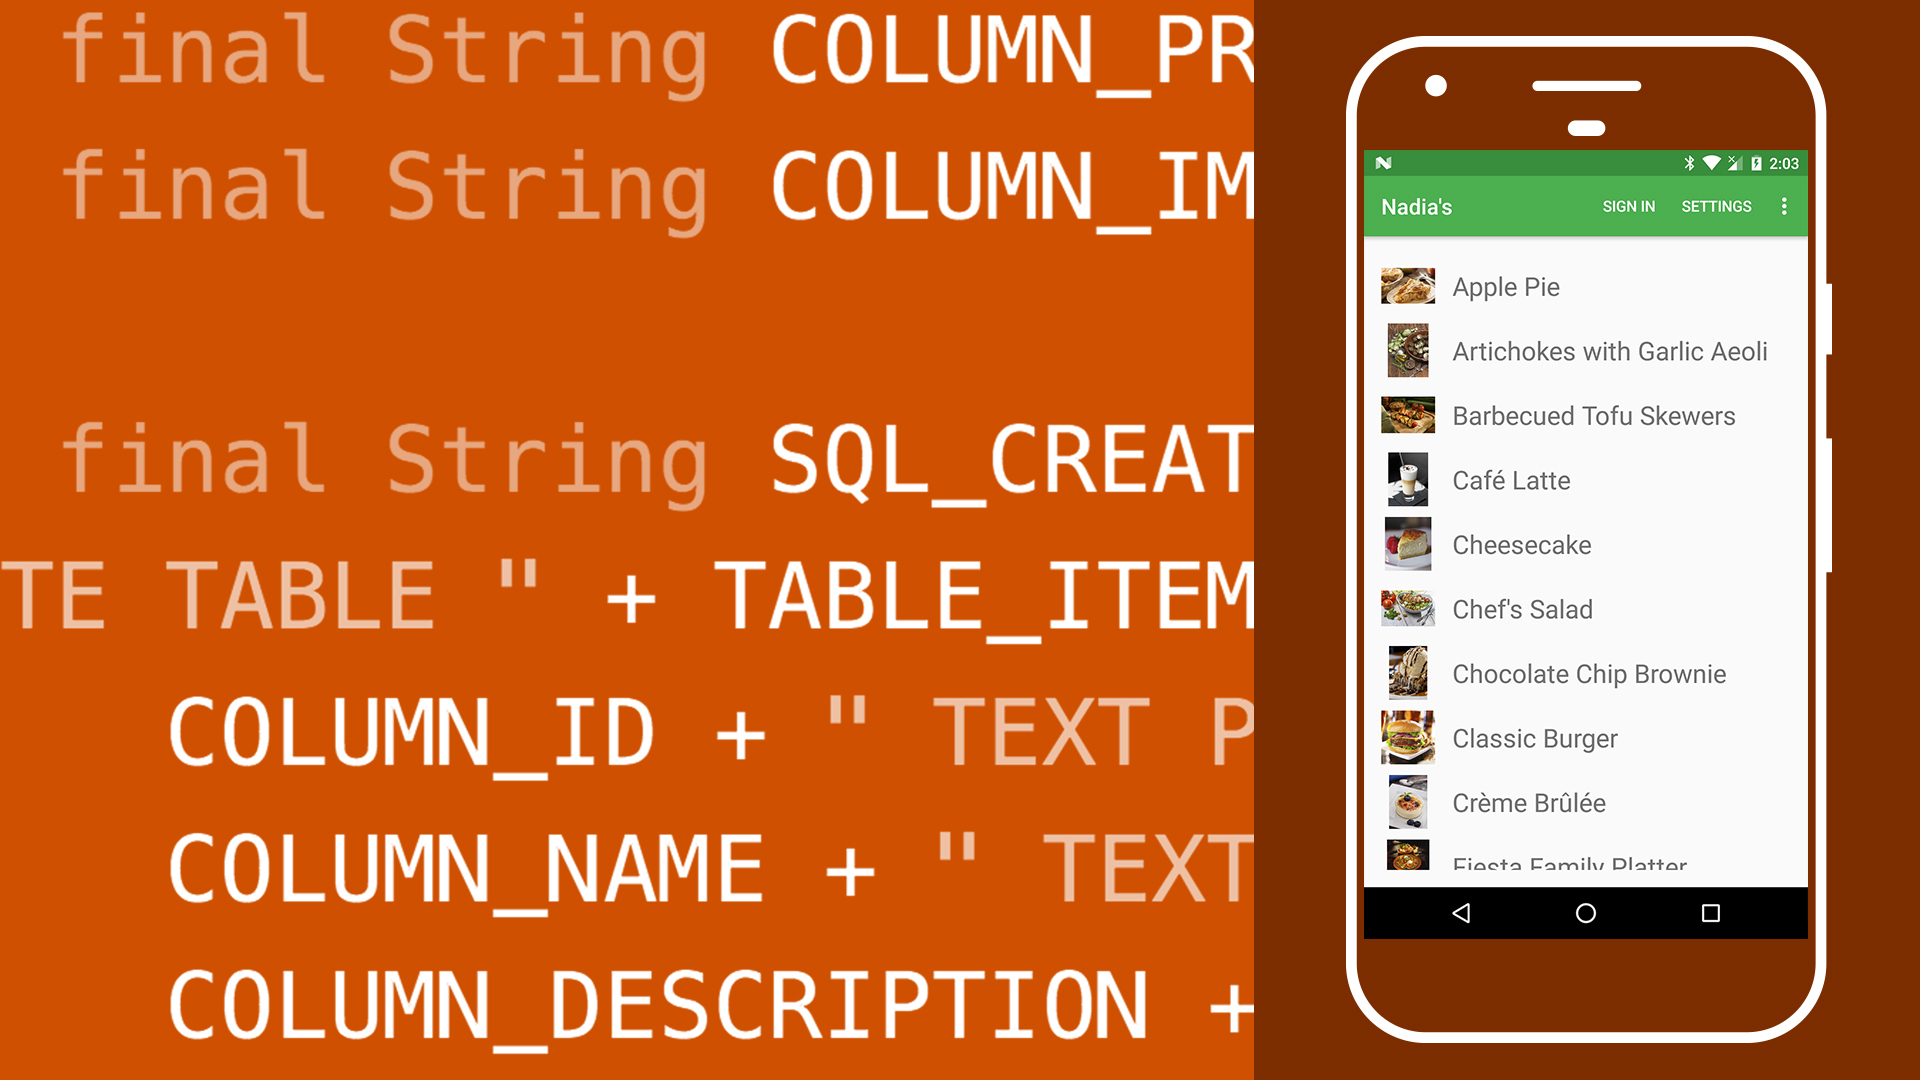 final String COLUMN_PR
final String COLUMN_IM
final String SQL_CREAT
TE TABLE " + TABLE_ITEM
COLUMN_ID + " TEXT P
COLUMN_NAME + " TEXT
COLUMN_DESCRIPTION +
2:03
Nadia's SIGN IN SETTINGS
Apple Pie
Artichokes with Garlic Aeoli
Barbecued Tofu Skewers
Café Latte
Cheesecake
Chef's Salad
Chocolate Chip Brownie
Classic Burger
Crème Brûlée
Fiesta Family Platter